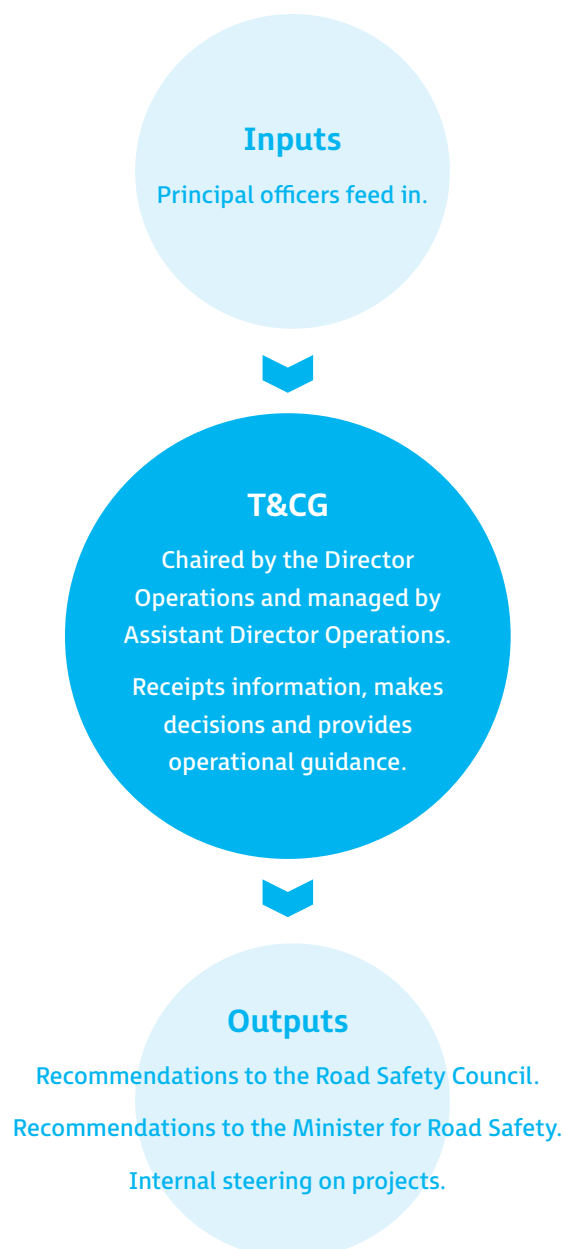 Inputs
Principal officers feed in.
T&CG
Chaired by the Director
Operations and managed by
Assistant Director Operations.
Receipts information, makes
decisions and provides
operational guidance.
Outputs
Recommendations to the Road Safety Council.
Recommendations to the Minister for Road Safety.
Internal steering on projects.